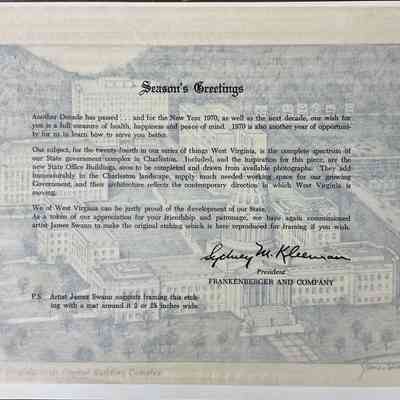 Season's Greetings
Another Decade has passed . . . and for the New Year 1970, as well as the next decade, our wish for
you is a full measure of health, happiness and peace of mind. 1970 is also another year of opportuni-
ty for us to learn how to serve you better.
Our subject, for the twenty-fourth in our series of things West Virginia, is the complete spectrum of
our State government complex in Charleston. Included, and the inspiration for this piece, are the
new State Office Buildings, soon to be completed and drawn from available photographs. They add
immeasurably to the Charleston landscape, supply much needed working space for our growing
Government, and their architecture reflects the contemporary direction in which West Virginia is
moving.
We of West Virginia can be justly proud of the development of our State.
As a token of our appreciation for your friendship and patronage, we have again commissioned
artist James Swann to make the original etching which is here reproduced for framing if you wish.
Sydney M. Kleeman
President
FRANKENBERGER AND COMPANY
P.S. Artist James Swann suggests framing this etch-
ing with a mat around it 2 or 2½ inches wide.
Capitol Building Complex
James